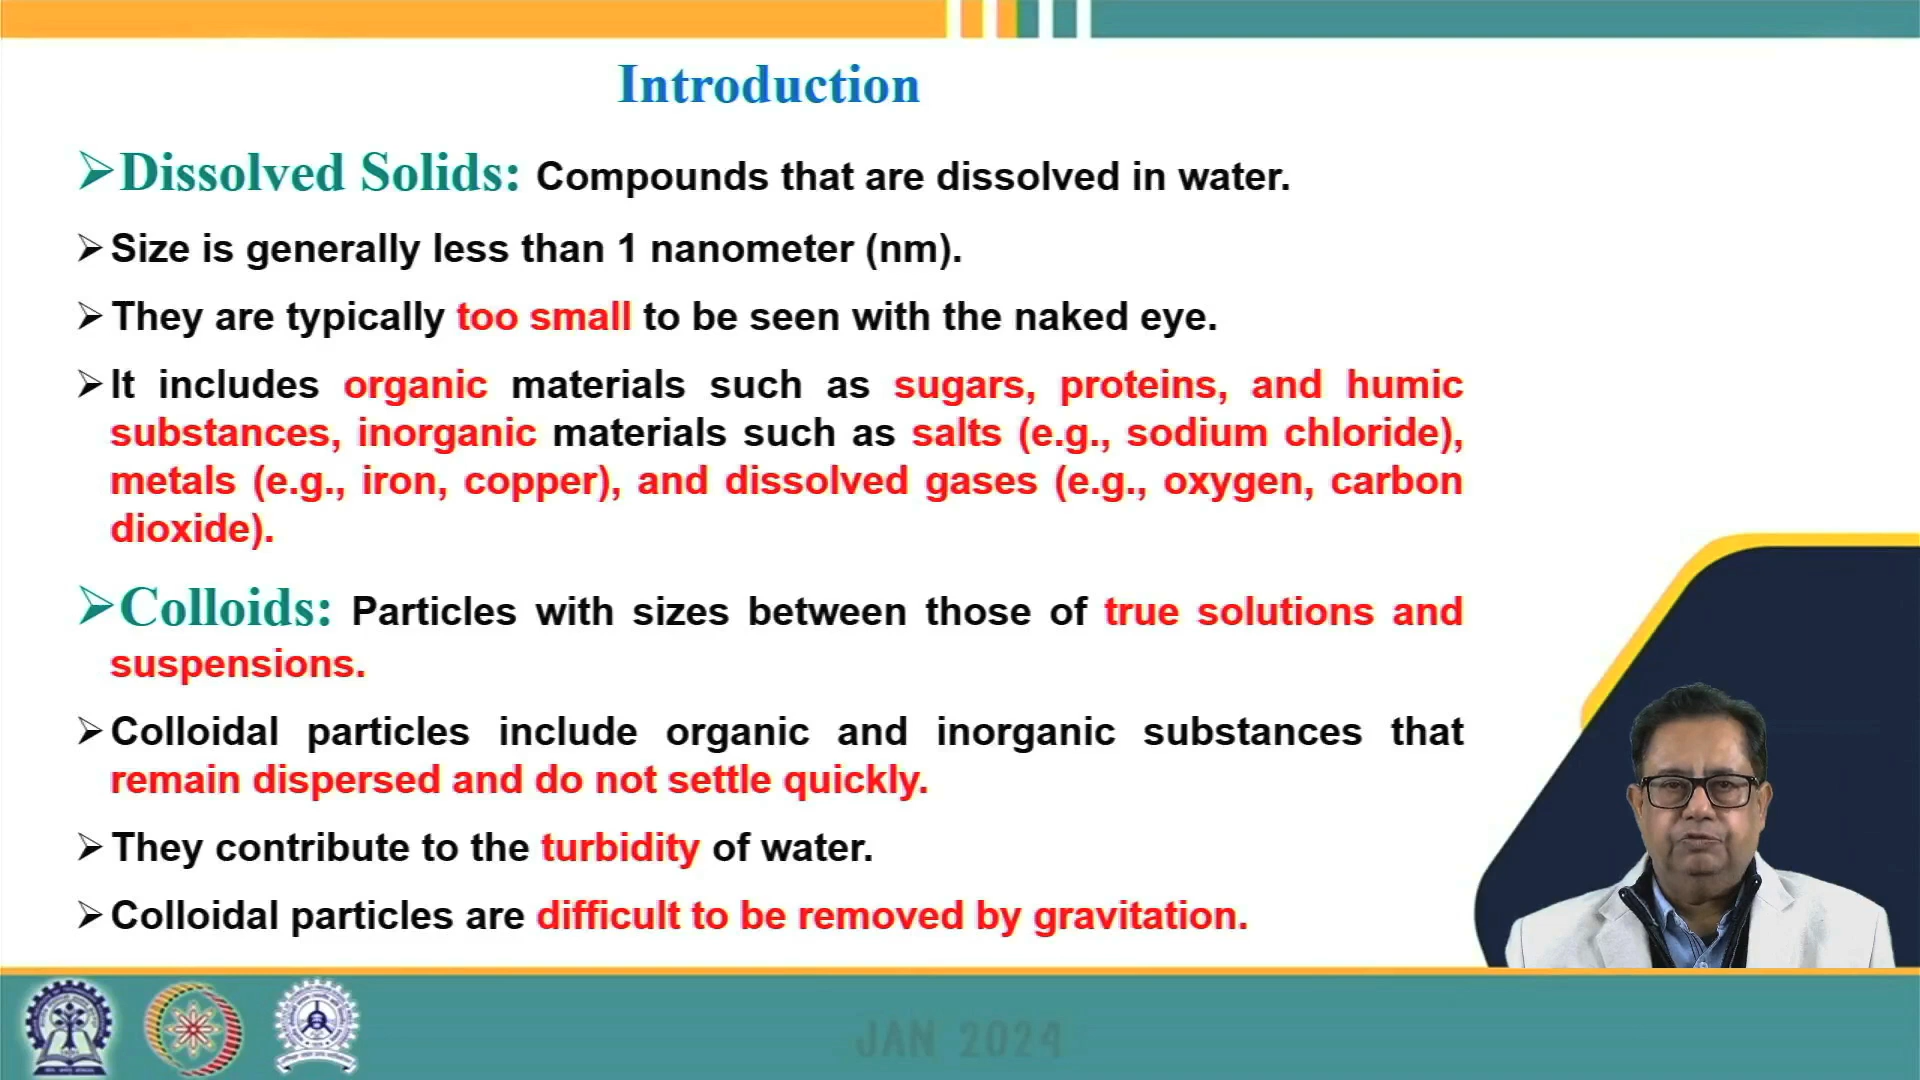 Introduction
➢Dissolved Solids: Compounds that are dissolved in water.
➢Size is generally less than 1 nanometer (nm).
➢They are typically too small to be seen with the naked eye.
➢It includes organic materials such as sugars, proteins, and humic
substances, inorganic materials such as salts (e.g., sodium chloride),
metals (e.g., iron, copper), and dissolved gases (e.g., oxygen, carbon
dioxide).
➢Colloids: Particles with sizes between those of true solutions and
suspensions.
➢Colloidal particles include organic and inorganic substances that
remain dispersed and do not settle quickly.
➢They contribute to the turbidity of water.
➢Colloidal particles are difficult to be removed by gravitation.
JAN 2024